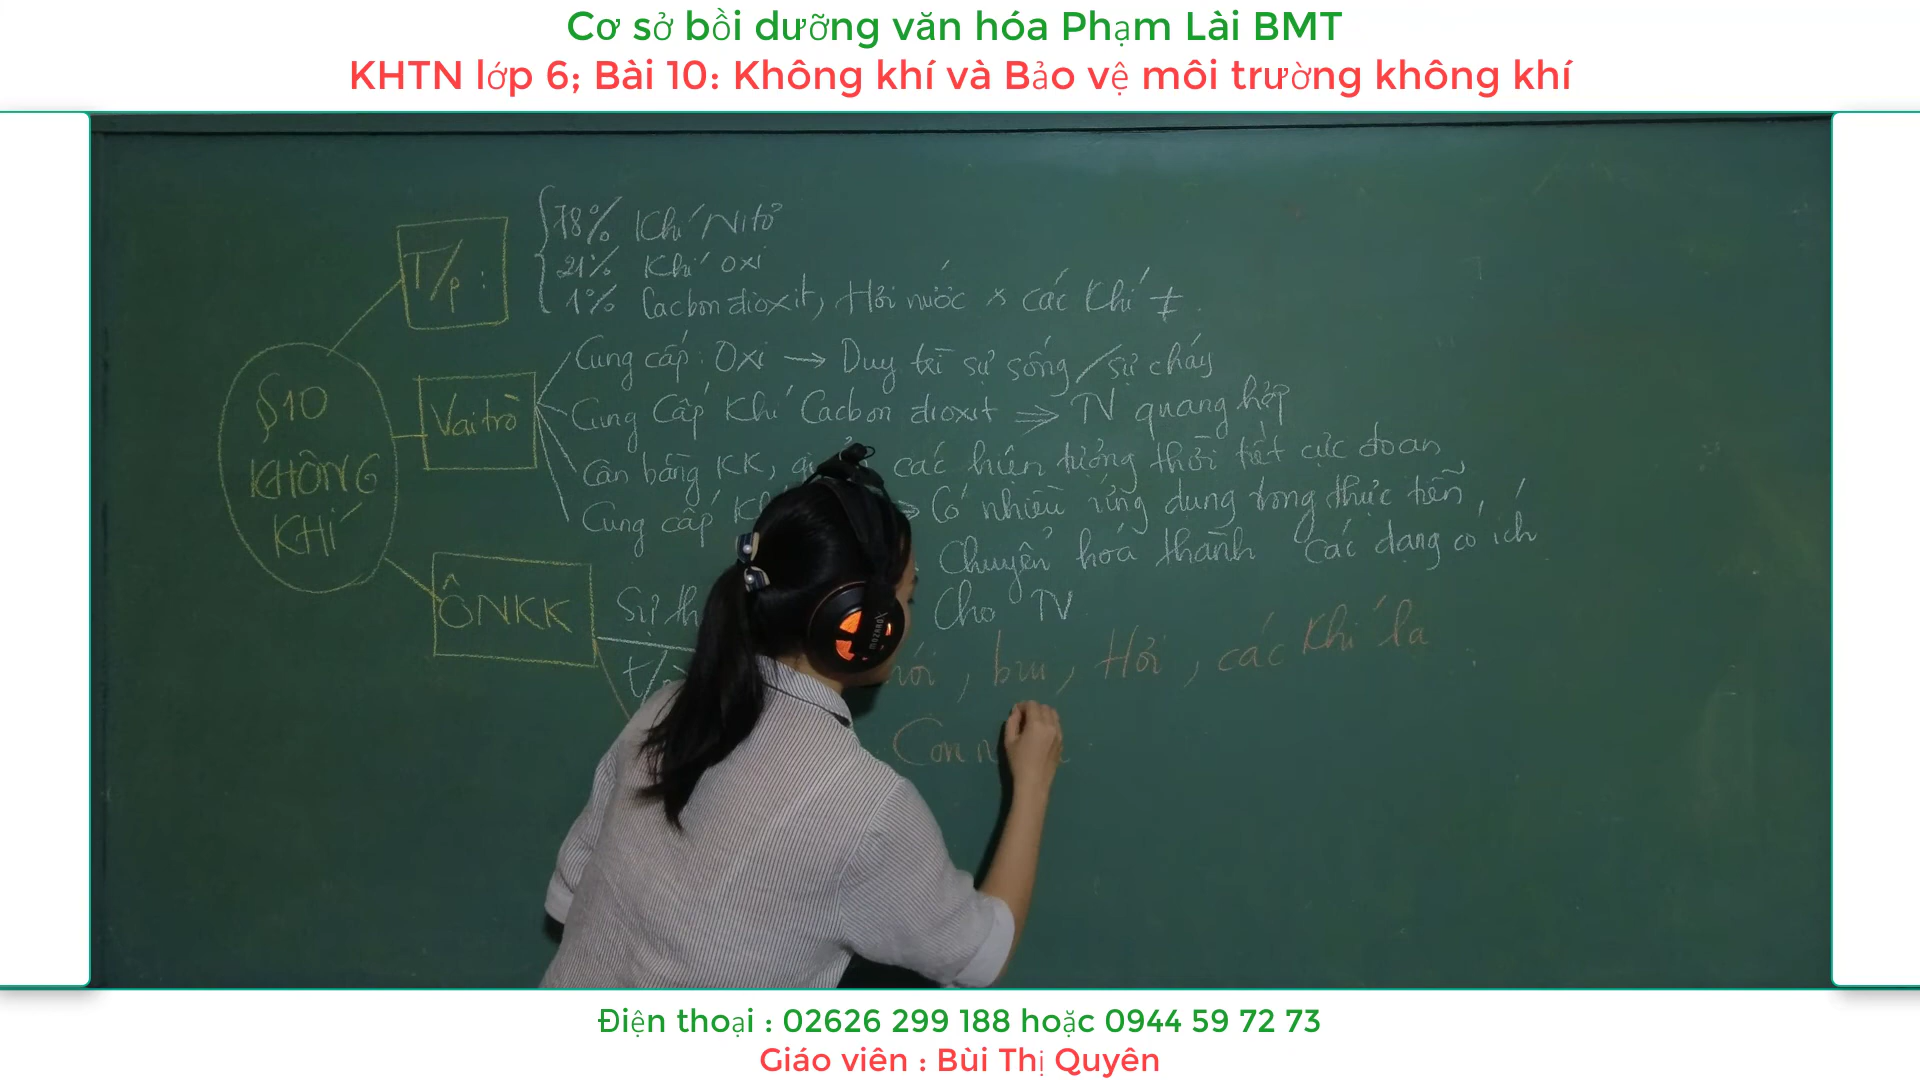 Cơ sở bồi dưỡng văn hóa Phạm Lài BMT
KHTN lớp 6; Bài 10: Không khí và Bảo vệ môi trường không khí
§10
KHÔNG
KHÍ
T/p:
78% Khí Nitơ
21% Khí oxi
1% Cacbon dioxit, Hơi nước × các khí ≠.
Vai trò
Cung cấp: Oxi → Duy trì sự sống / sự cháy
Cung cấp khí Cacbon dioxit ⇒ TV quang hợp
Cân bằng KK, các hiện tượng thời tiết cực đoan
Cung cấp Có nhiều ứng dụng trong thực tiễn,
Chuyển hoá thành các dạng có ích
cho TV
ÔNKK
Sự
bụi, Hơi, các khí lạ
Con
MOZARD X
Điện thoại : 02626 299 188 hoặc 0944 59 72 73
Giáo viên : Bùi Thị Quyên